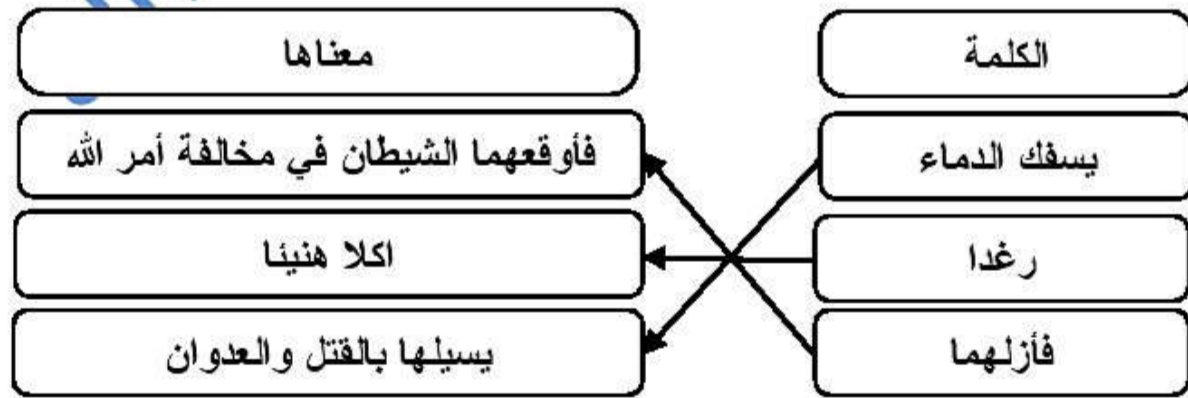 الكلمة
معناها
يسفك الدماء
فأوقعهما الشيطان في مخالفة أمر الله
رغدا
اكلا هنيئا
فأزلهما
يسيلها بالقتل والعدوان